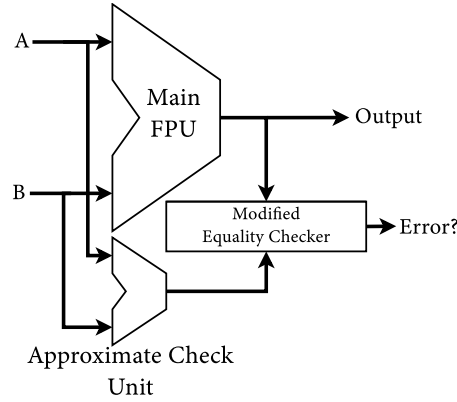 A
Main
FPU
Output
B
Modified
Equality Checker
Error?
Approximate Check
Unit